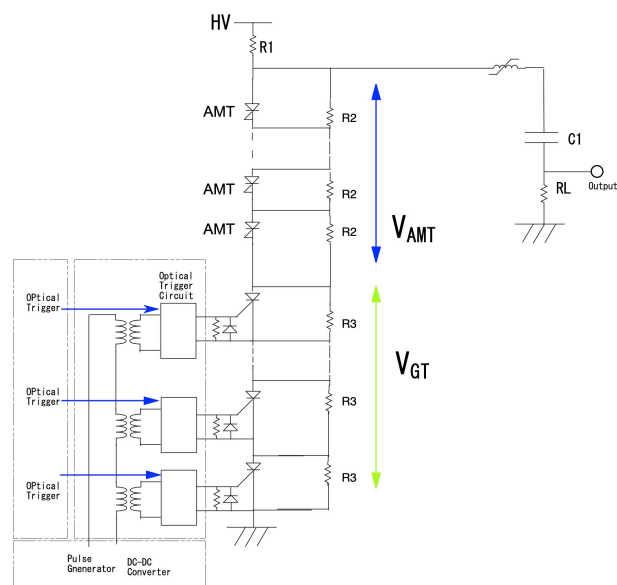 HV
R1
AMT
R2
C1
AMT
R2
RL
Output
AMT
R2
VAMT
Optical
Trigger
Circuit
OPtical
Trigger
R3
VGT
OPtical
Trigger
R3
OPtical
Trigger
R3
Pulse
Gnenerator
DC-DC
Converter